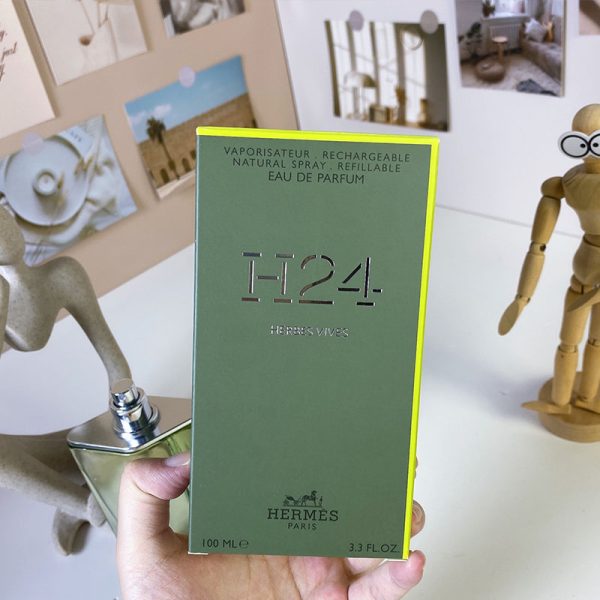 VAPORISATEUR . RECHARGEABLE
NATURAL SPRAY . REFILLABLE
EAU DE PARFUM
H24
HERBES VIVES
HERMÈS
PARIS
100 ML℮ 3.3 FL.OZ.